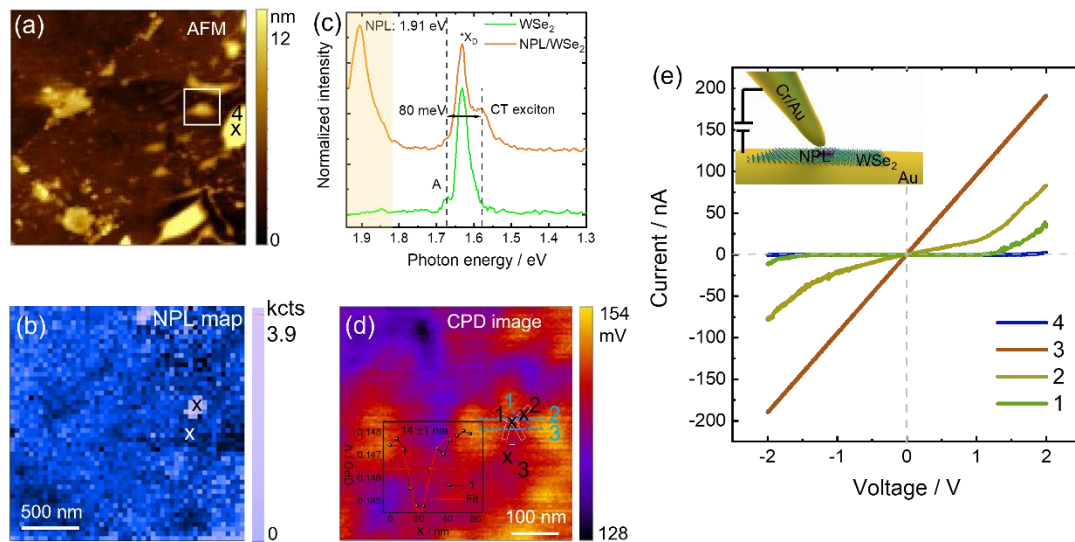 (a)
AFM
nm
12
0
4
x
(b)
NPL map
kcts
3.9
0
x
x
500 nm
(c)
NPL: 1.91 eV
*X_D
WSe₂
NPL/WSe₂
80 meV
CT exciton
A
Normalized intensity
1.9 1.8 1.7 1.6 1.5 1.4 1.3
Photon energy / eV
(d)
CPD image
154
mV
128
1
1 x x 2
2
3
x 3
14 ±1 nm
0.148
0.147
0.146
0.145
CPD / V
1
Fit
0 20 40 60
X / nm
100 nm
(e)
Cr/Au
NPL
WSe₂
Au
200
150
100
50
0
-50
-100
-150
-200
Current / nA
4
3
2
1
-2 -1 0 1 2
Voltage / V